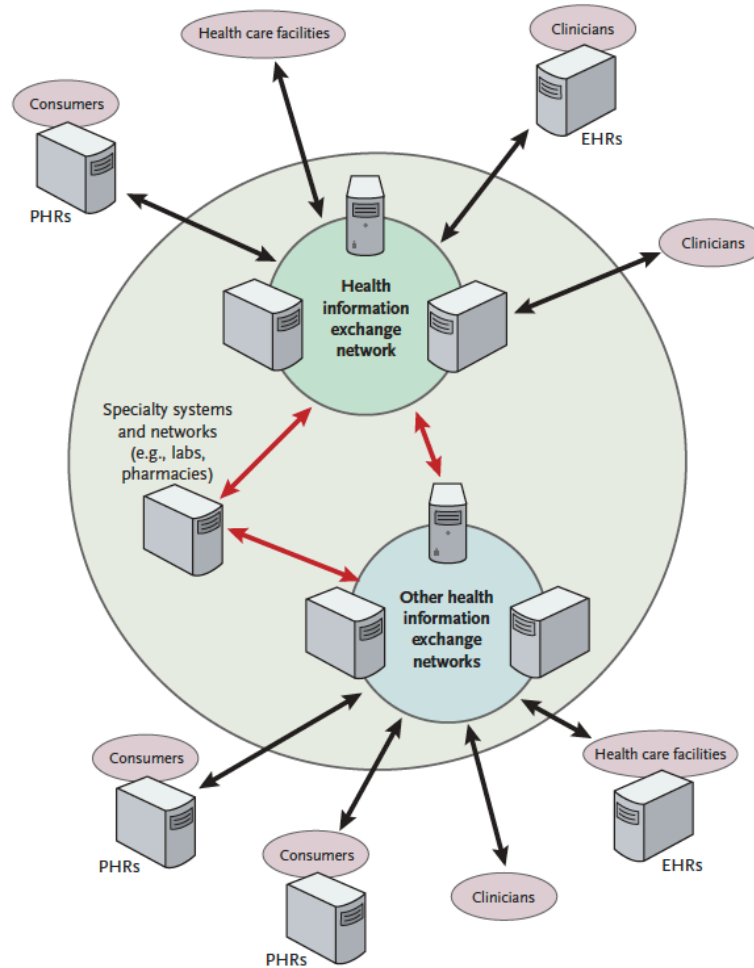 Health care facilities
Clinicians
EHRs
Consumers
PHRs
Clinicians
Health
information
exchange
network
Specialty systems
and networks
(e.g., labs,
pharmacies)
Other health
information
exchange
networks
Consumers
PHRs
Health care facilities
EHRs
Consumers
PHRs
Clinicians